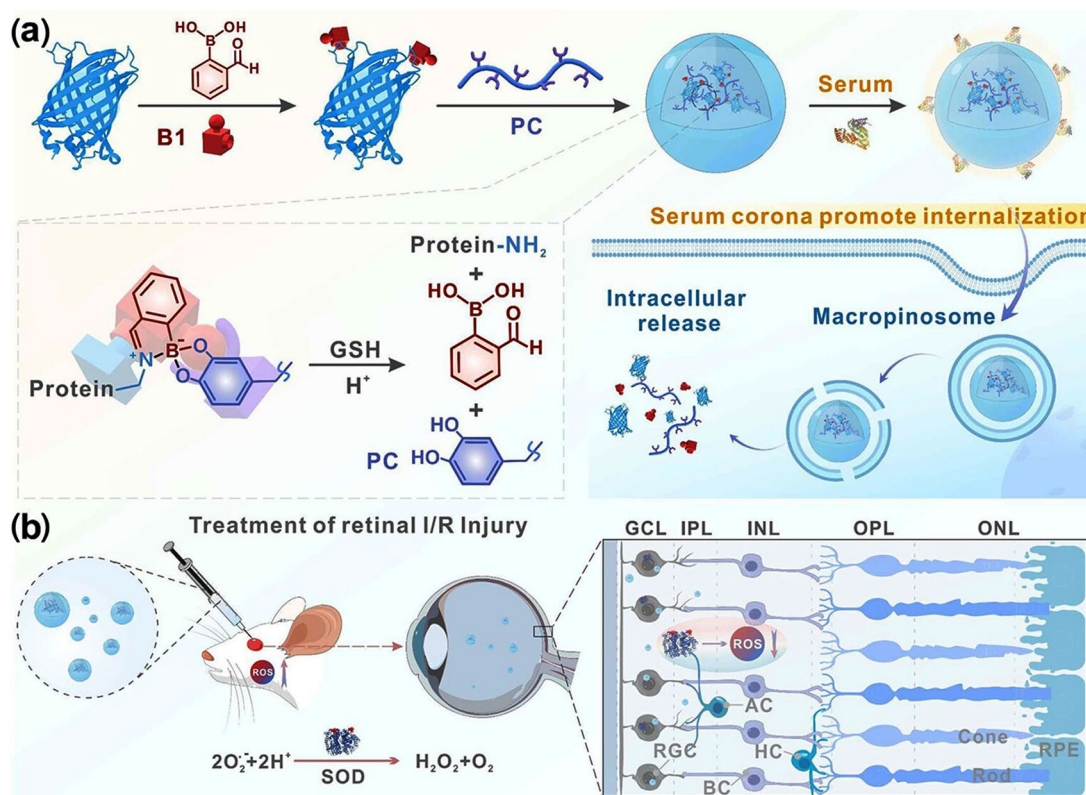 (a)
HO OH
B
O
H
B1
PC
Serum
Serum corona promote internalization
Protein-NH₂
+
HO OH
B
O
H
GSH
H⁺
+
HO
HO
PC
Protein
+
N
B⁻
O
O
Intracellular
release
Macropinosome
(b)
Treatment of retinal I/R Injury
ROS
2O₂⁻+2H⁺
SOD
H₂O₂+O₂
GCL IPL INL OPL ONL
ROS
AC
RGC
HC
BC
Cone
Rod
RPE